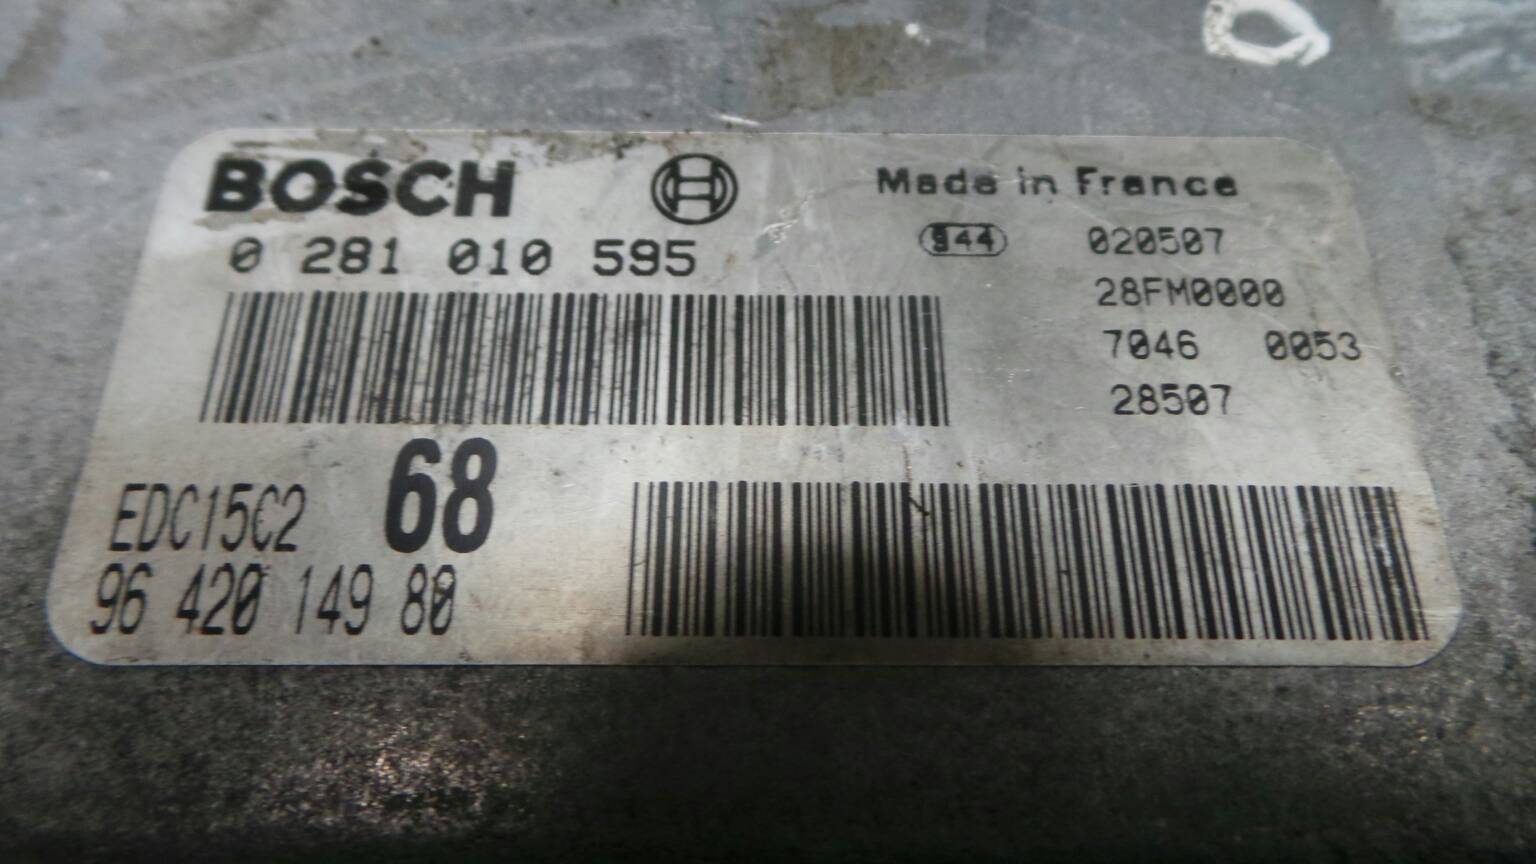 BOSCH
0 281 010 595
Made in France
944 020507
28FM0000
7046 0053
28507
68
EDC15C2
96 420 149 80